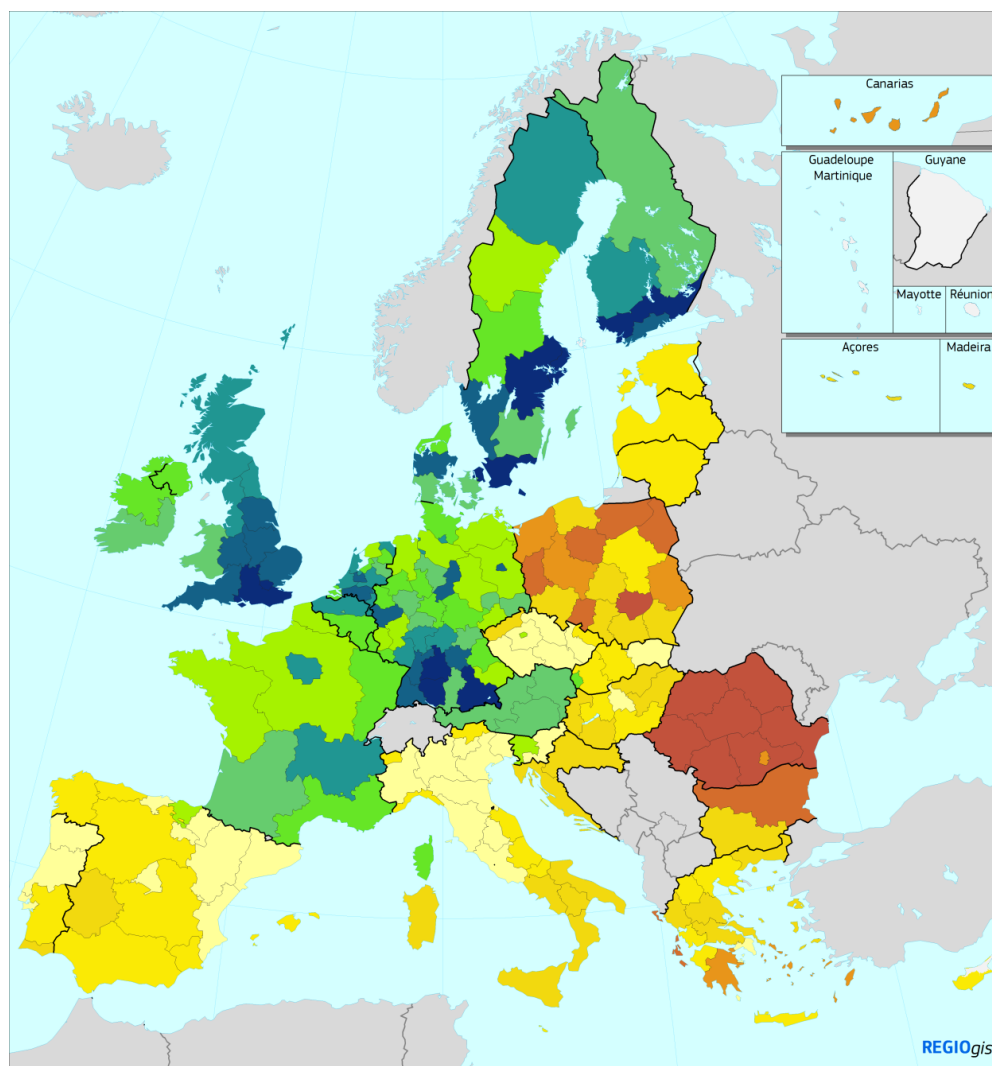 Canarias
Guadeloupe
Martinique
Guyane
Mayotte
Réunion
Açores
Madeira
REGIOgis